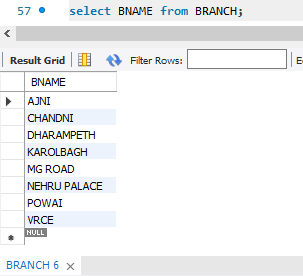 57 select BNAME from BRANCH;
Result Grid Filter Rows:
BNAME
AJNI
CHANDNI
DHARAMPETH
KAROLBAGH
MG ROAD
NEHRU PALACE
POWAI
VRCE
NULL
BRANCH 6